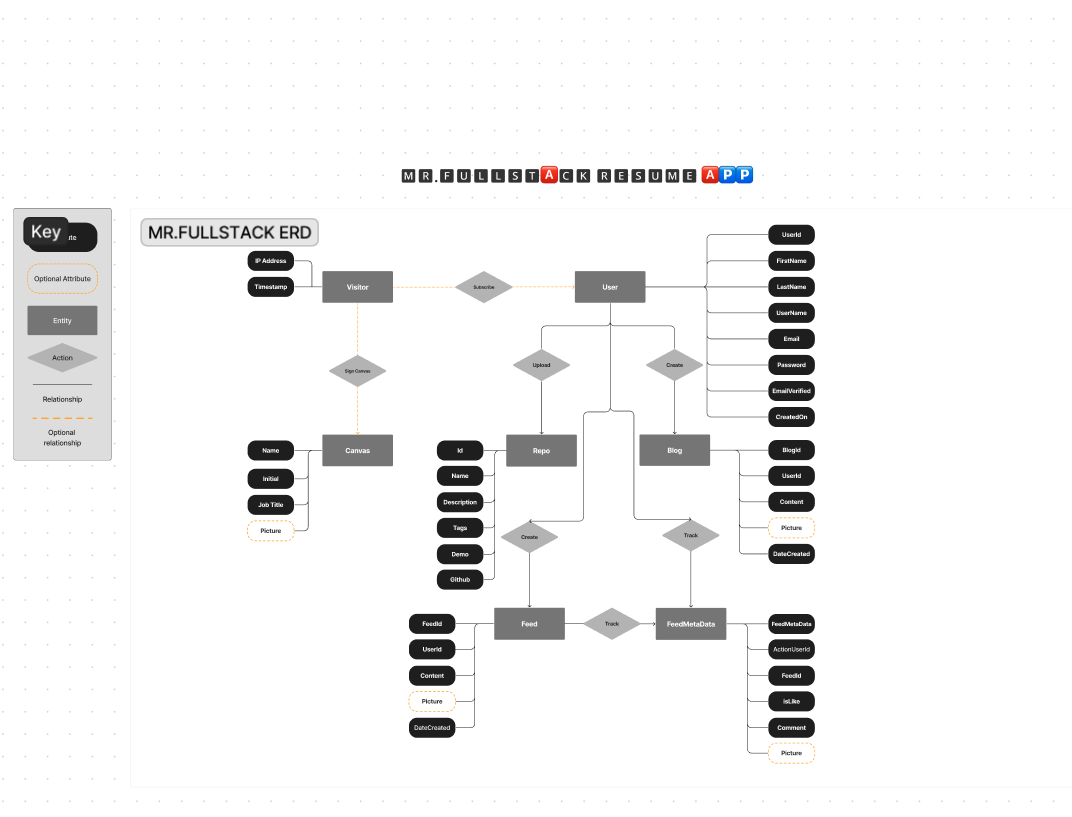 MR.FULLSTACK RESUME APP
Key
Optional Attribute
Entity
Action
Relationship
Optional
relationship
MR.FULLSTACK ERD
IP Address
Timestamp
Visitor
Subscribe
User
UserId
FirstName
LastName
UserName
Email
Password
EmailVerified
CreatedOn
Sign Canvas
Upload
Create
Canvas
Name
Initial
Job Title
Picture
Repo
Id
Name
Description
Tags
Demo
Github
Blog
BlogId
UserId
Content
Picture
DateCreated
Create
Track
Feed
Track
FeedMetaData
FeedId
UserId
Content
Picture
DateCreated
FeedMetaData
ActionUserId
FeedId
isLike
Comment
Picture